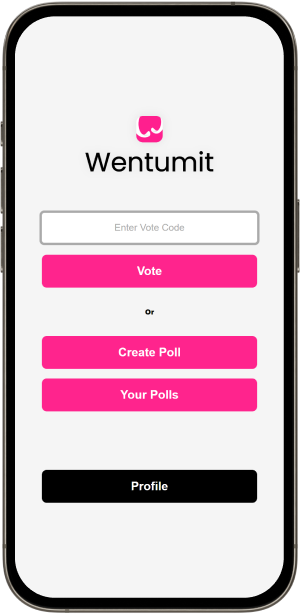 Wentumit
Enter Vote Code
Vote
Or
Create Poll
Your Polls
Profile